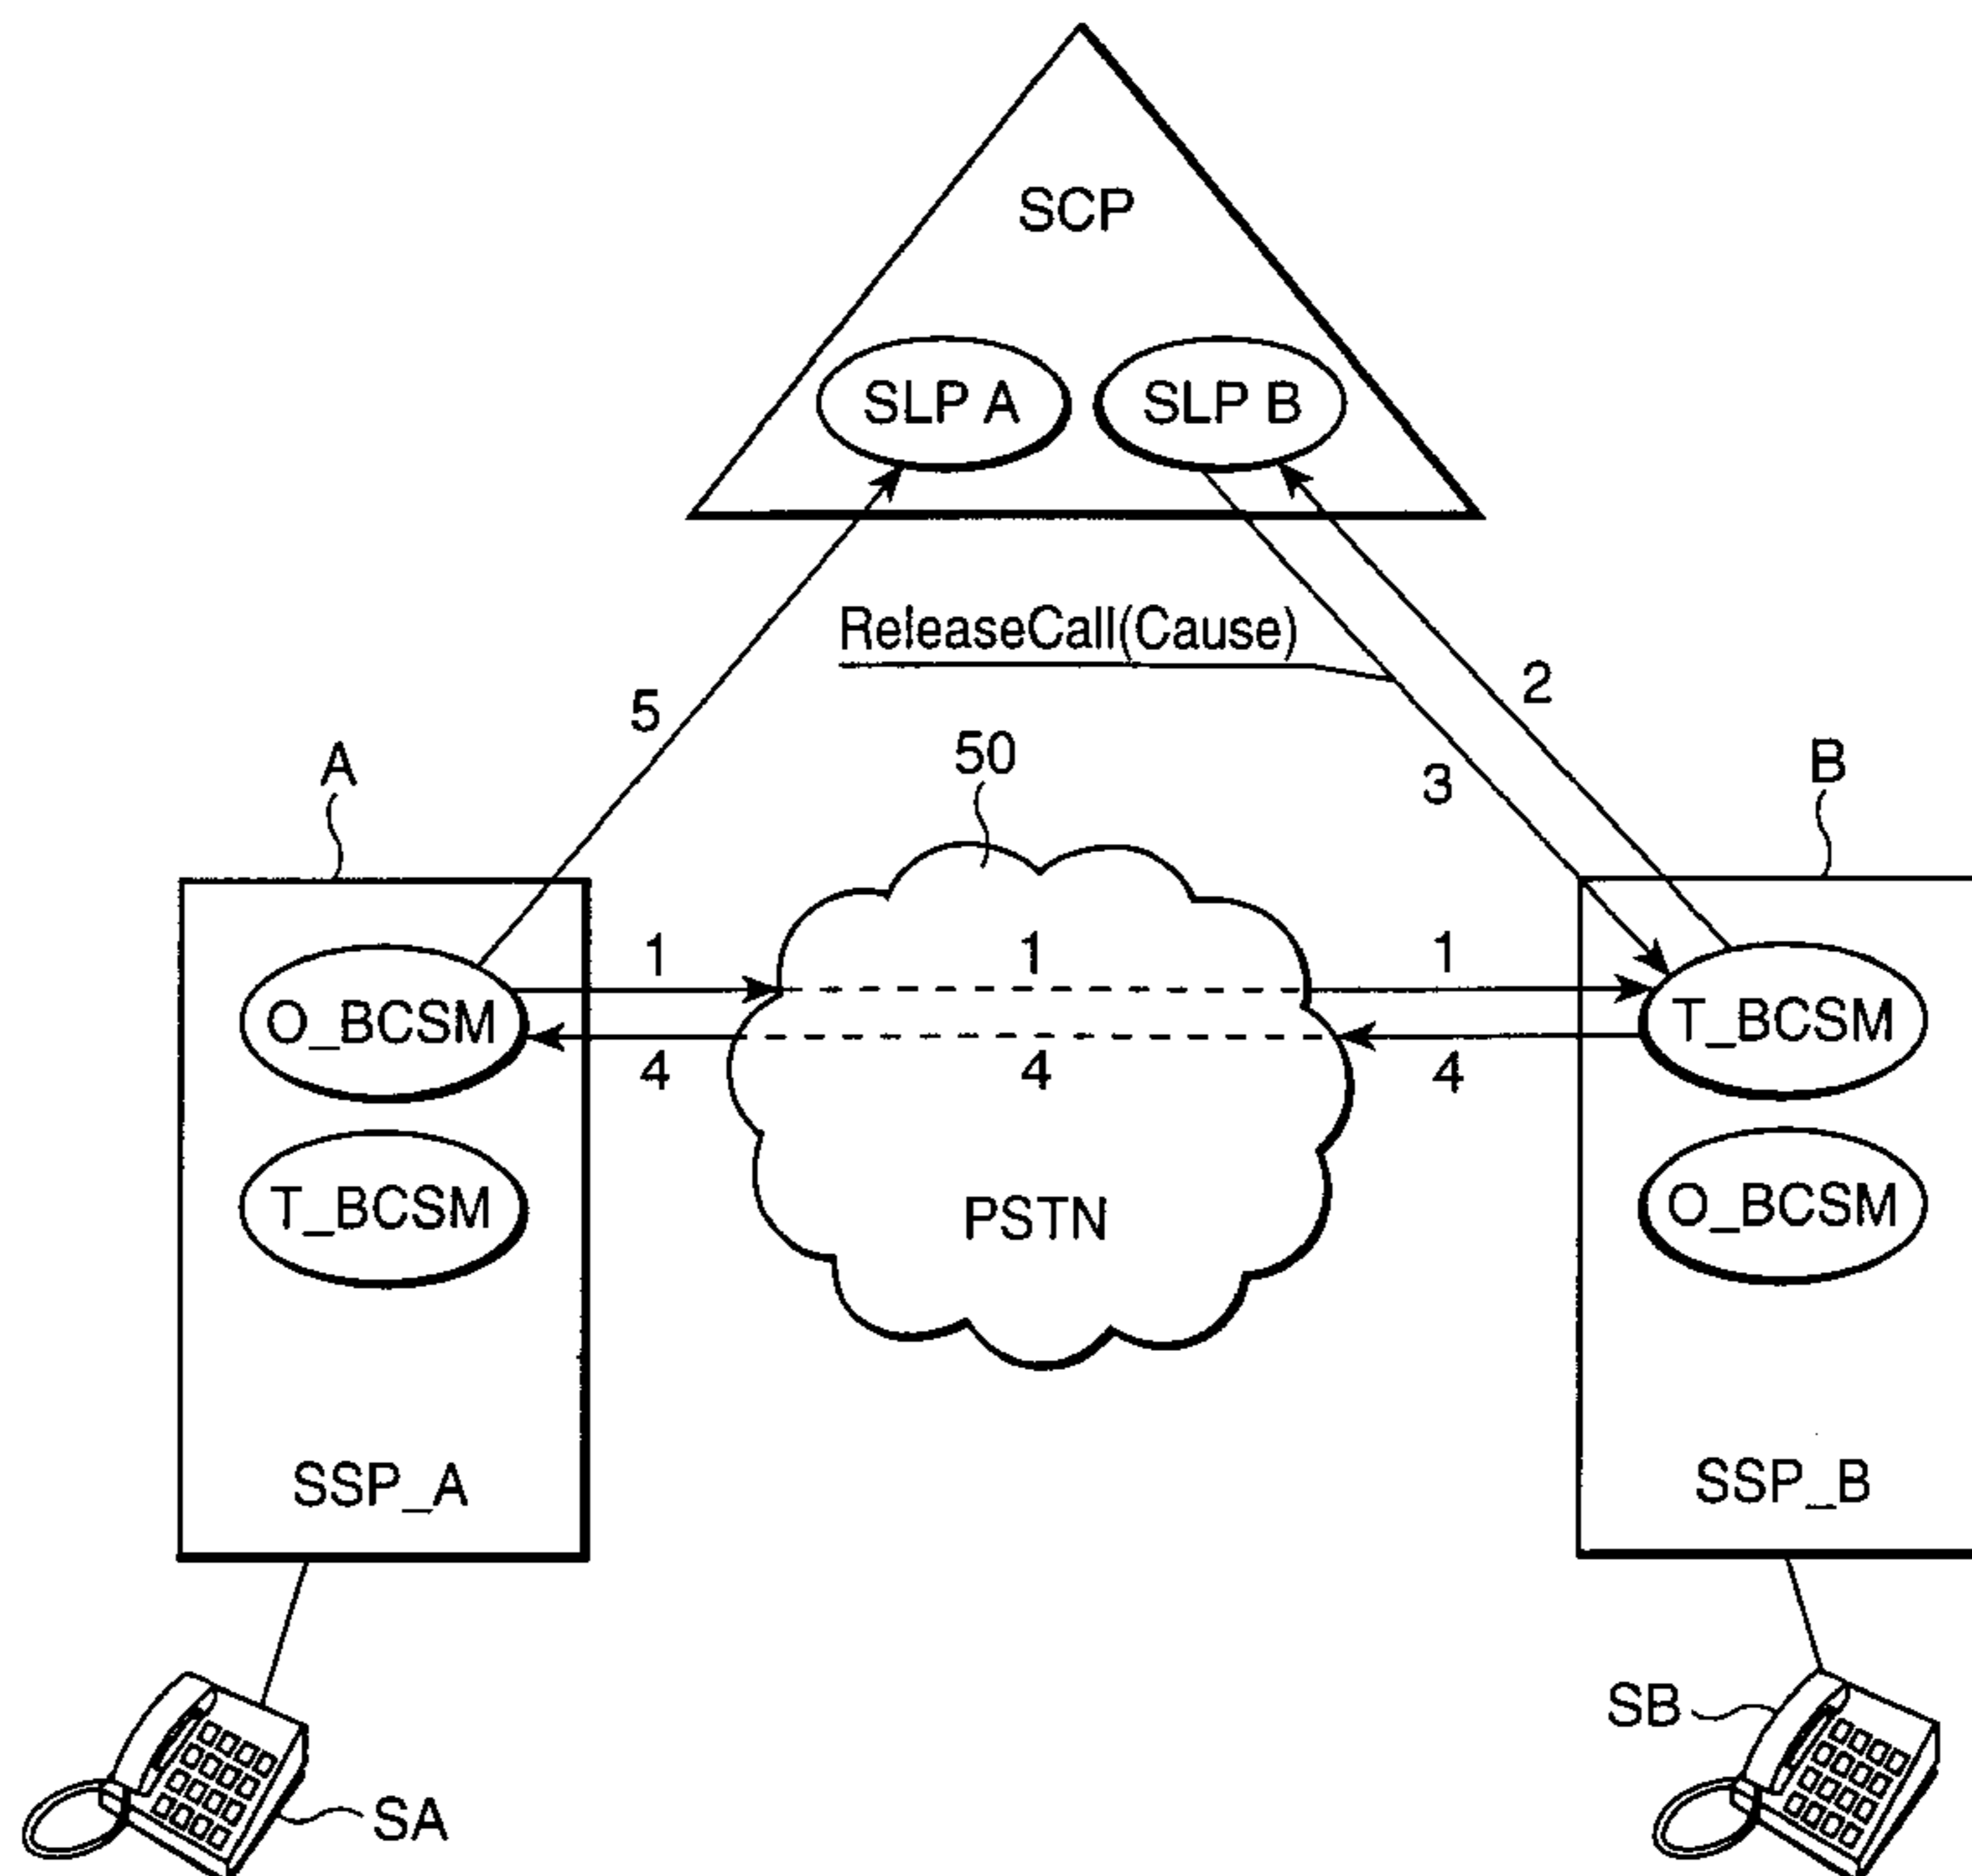 SCP
SLP A
SLP B
ReleaseCall(Cause)
5
2
3
A
50
B
1
1
1
O_BCSM
T_BCSM
4
4
4
T_BCSM
PSTN
O_BCSM
SSP_A
SSP_B
SB
SA